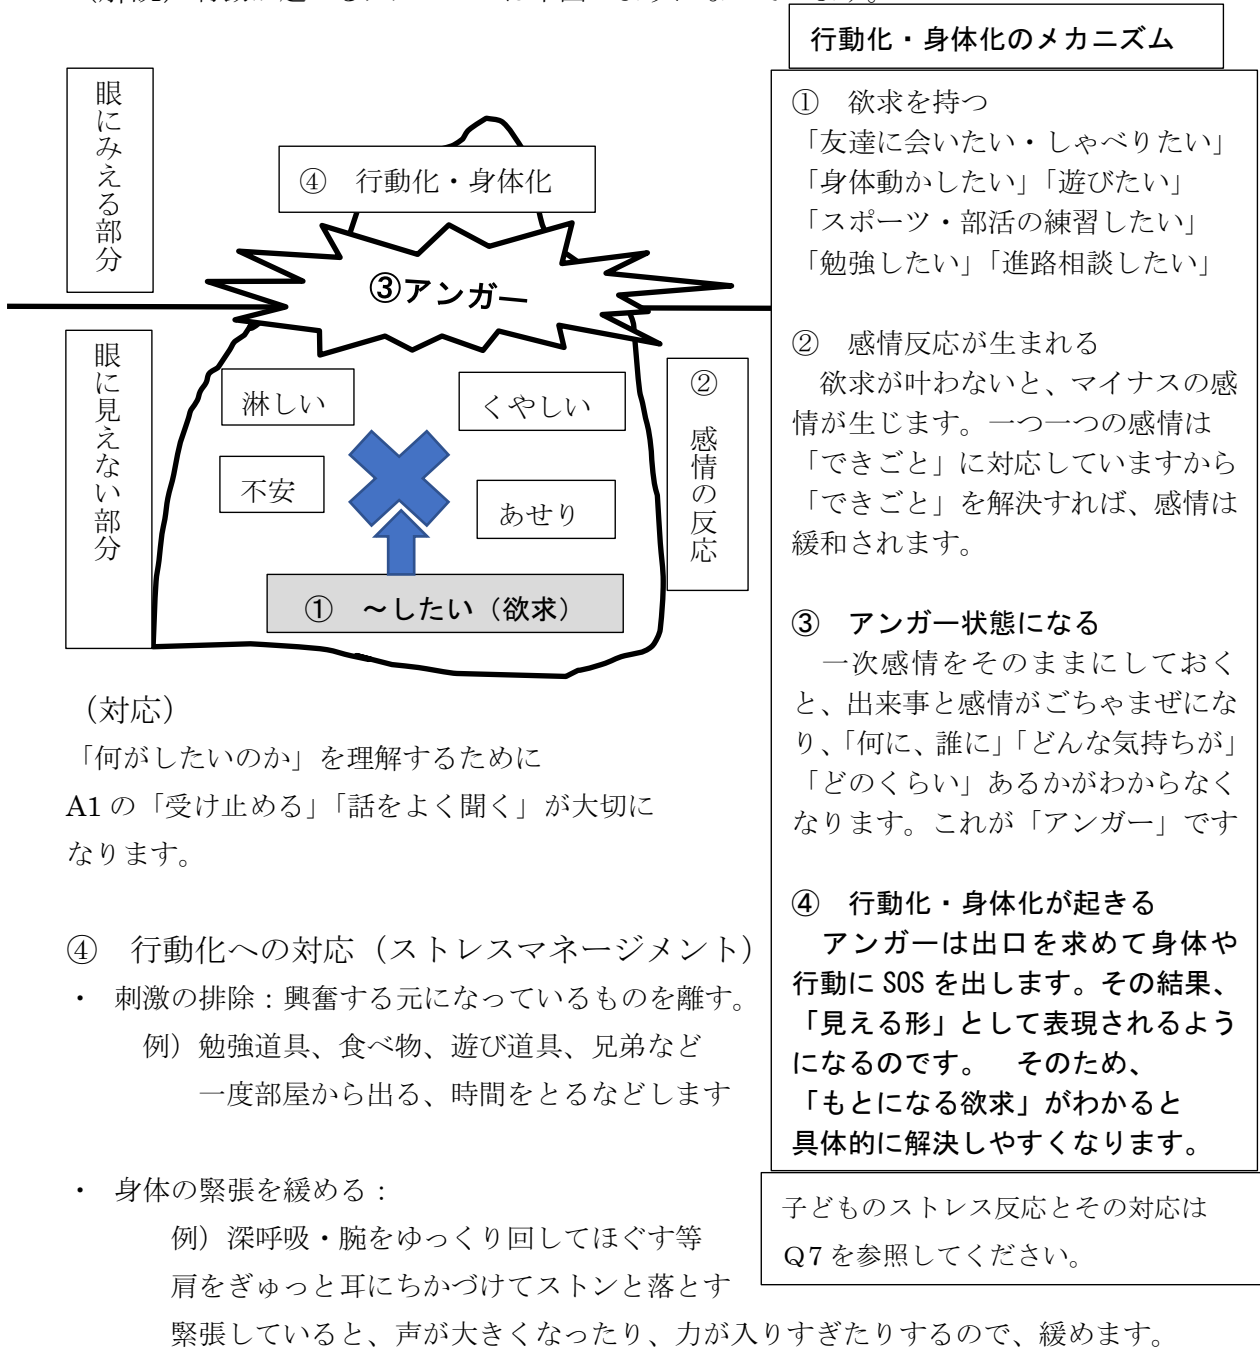 行動化・身体化のメカニズム
眼にみえる部分
④ 行動化・身体化
③アンガー
眼に見えない部分
淋しい
くやしい
不安
あせり
② 感情の反応
① ～したい（欲求）
① 欲求を持つ
「友達に会いたい・しゃべりたい」
「身体動かしたい」「遊びたい」
「スポーツ・部活の練習したい」
「勉強したい」「進路相談したい」
② 感情反応が生まれる
欲求が叶わないと、マイナスの感
情が生じます。一つ一つの感情は
「できごと」に対応していますから
「できごと」を解決すれば、感情は
緩和されます。
③ アンガー状態になる
一次感情をそのままにしておく
と、出来事と感情がごちゃまぜにな
り、「何に、誰に」「どんな気持ちが」
「どのくらい」あるかがわからなく
なります。これが「アンガー」です
④ 行動化・身体化が起きる
アンガーは出口を求めて身体や
行動に SOS を出します。その結果、
「見える形」として表現されるよう
になるのです。 そのため、
「もとになる欲求」がわかると
具体的に解決しやすくなります。
子どものストレス反応とその対応は
Q7 を参照してください。
（対応）
「何がしたいのか」を理解するために
A1 の「受け止める」「話をよく聞く」が大切に
なります。
④ 行動化への対応（ストレスマネージメント）
・ 刺激の排除：興奮する元になっているものを離す。
例）勉強道具、食べ物、遊び道具、兄弟など
一度部屋から出る、時間をとるなどします
・ 身体の緊張を緩める：
例）深呼吸・腕をゆっくり回してほぐす等
肩をぎゅっと耳にちかづけてストンと落とす
緊張していると、声が大きくなったり、力が入りすぎたりするので、緩めます。